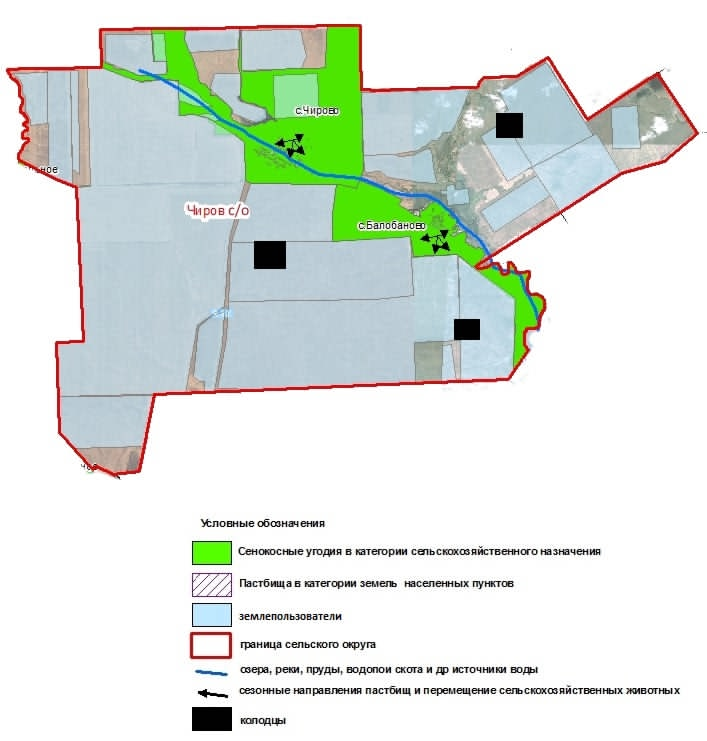 с.Чирово
ное
Чиров с/о
с.Балобаново
Условные обозначения
Сенокосные угодия в категории сельскохозяйственного назначения
Пастбища в категории земель населенных пунктов
землепользователи
граница сельского округа
озера, реки, пруды, водопои скота и др источники воды
сезонные направления пастбищ и перемещение сельскохозяйственных животных
колодцы